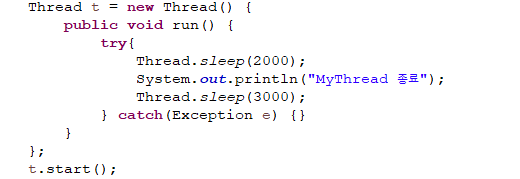 Thread t = new Thread() {
    public void run() {
        try{
            Thread.sleep(2000);
            System.out.println("MyThread 종료");
            Thread.sleep(3000);
        } catch(Exception e) {}
    }
};
t.start();